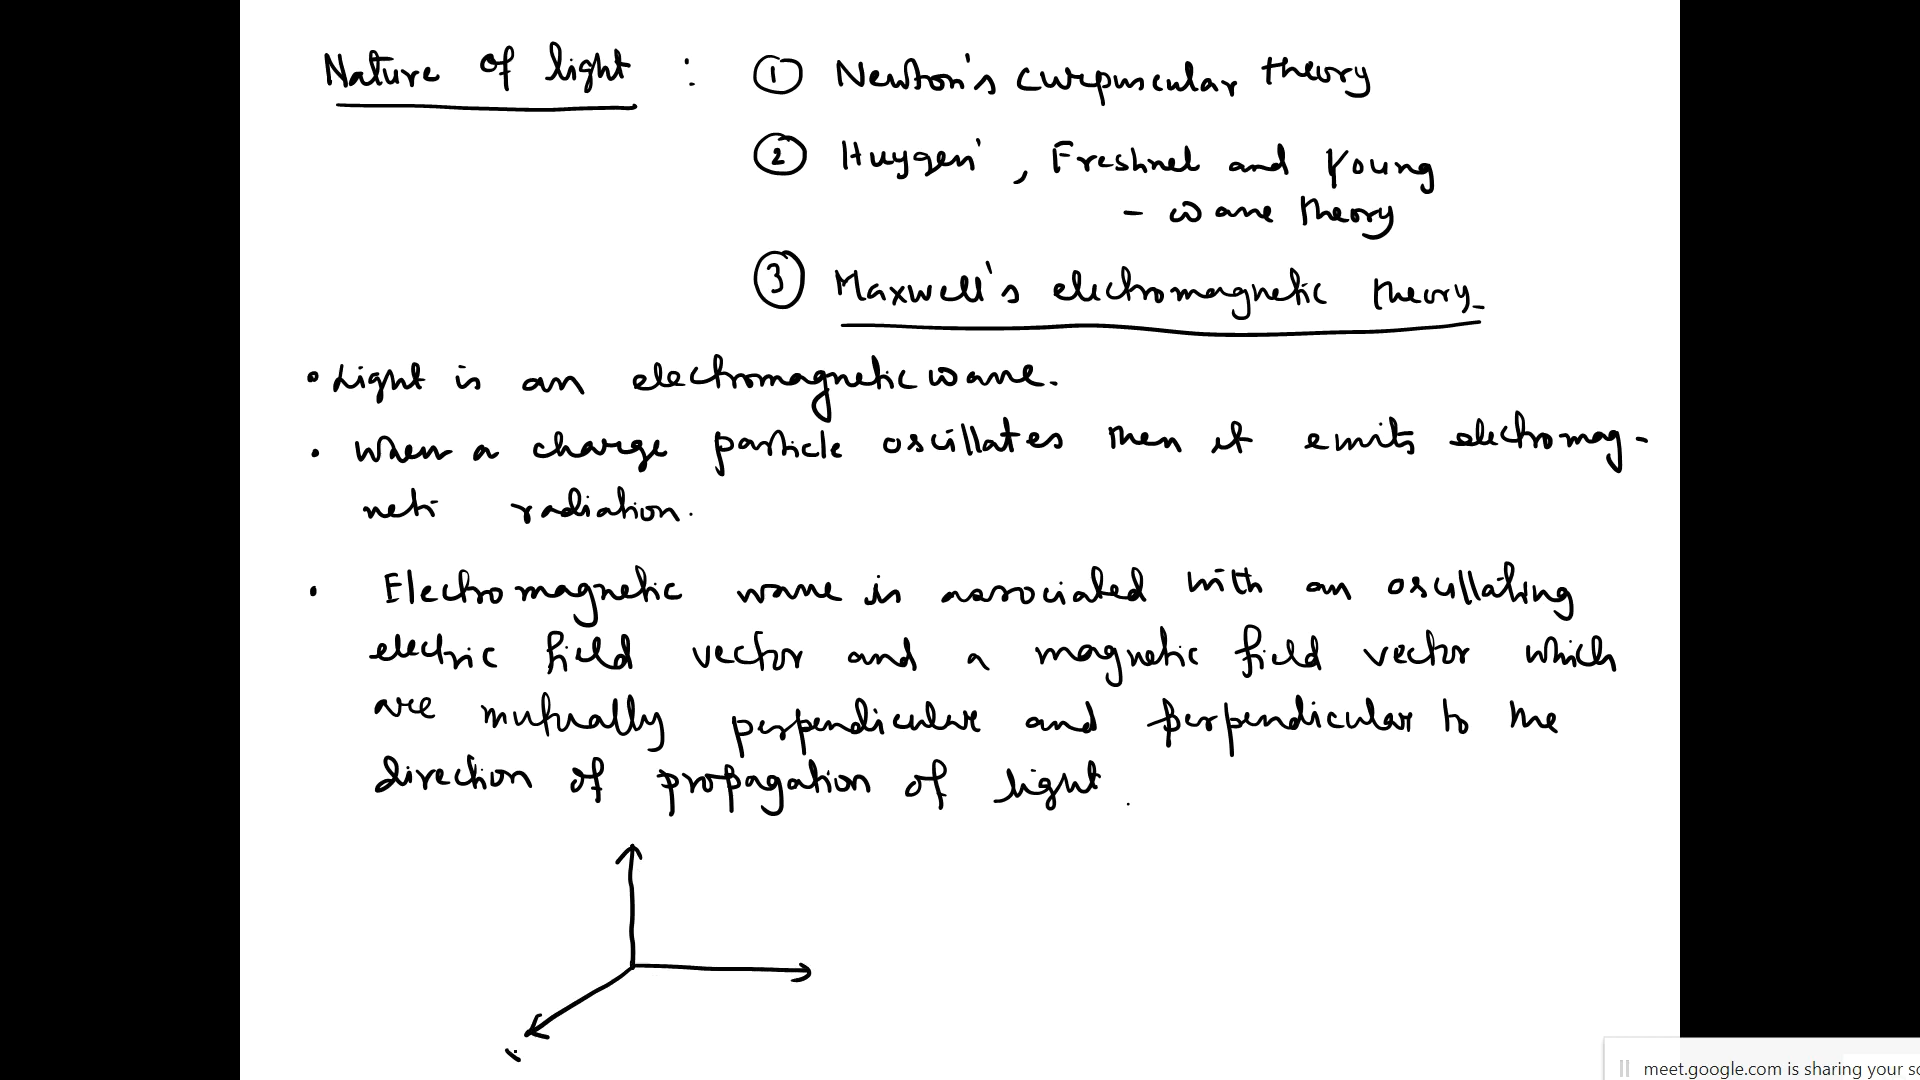 Nature of light : ① Newton's curpuscular theory
② Huygen', Freshnel and Young
- wave theory
③ Maxwell's electromagnetic theory
• Light is an electromagnetic wave.
• When a charge particle oscillates then it emits electromag-
netic radiation.
• Electromagnetic wave is associated with an oscillating
electric field vector and a magnetic field vector which
are mutually perpendicular and perpendicular to the
direction of propagation of light.
meet.google.com is sharing your sc